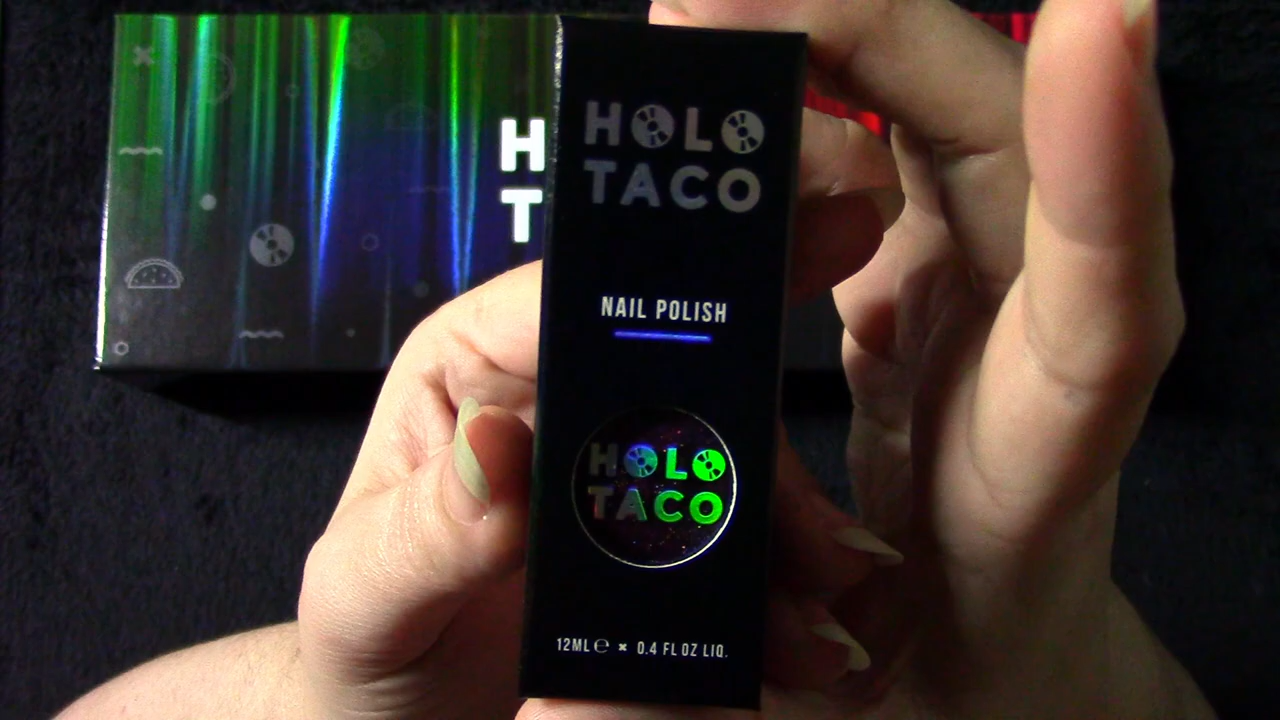 H
T
HOLO
TACO
NAIL POLISH
HOLO
TACO
12ML℮ × 0.4 FL OZ LIQ.